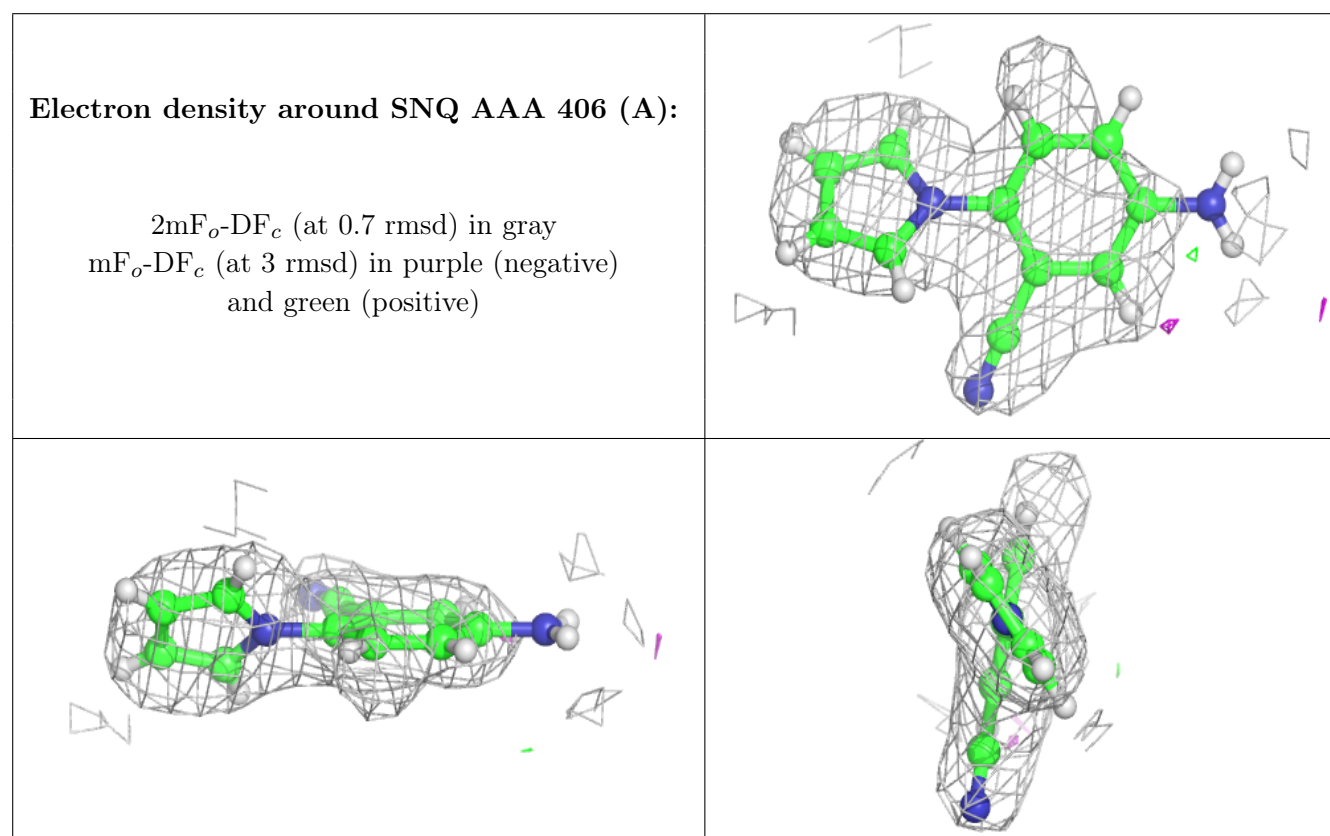 Electron density around SNQ AAA 406 (A):
2mFₒ-DF𝒸 (at 0.7 rmsd) in gray
mFₒ-DF𝒸 (at 3 rmsd) in purple (negative)
and green (positive)